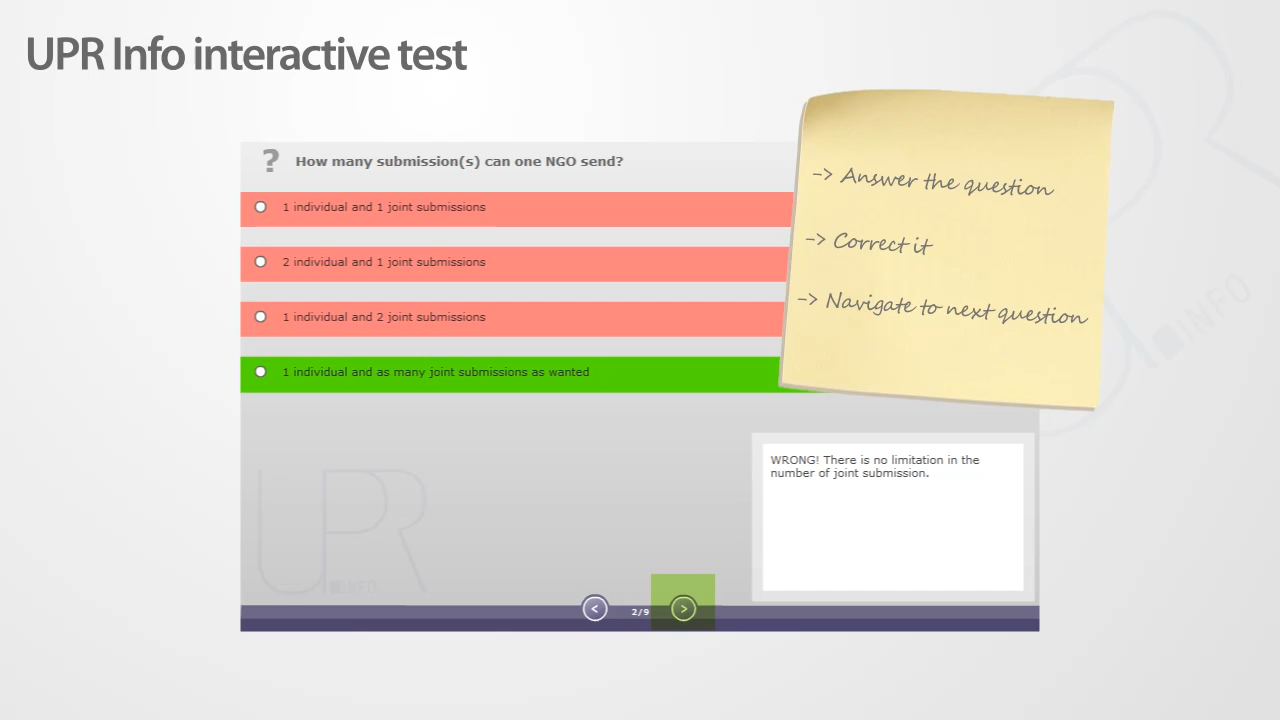 UPR Info interactive test
? How many submission(s) can one NGO send?
1 individual and 1 joint submissions
2 individual and 1 joint submissions
1 individual and 2 joint submissions
1 individual and as many joint submissions as wanted
-> Answer the question
-> Correct it
-> Navigate to next question
INFO
WRONG! There is no limitation in the
number of joint submission.
UPR
INFO
< 2/9 >